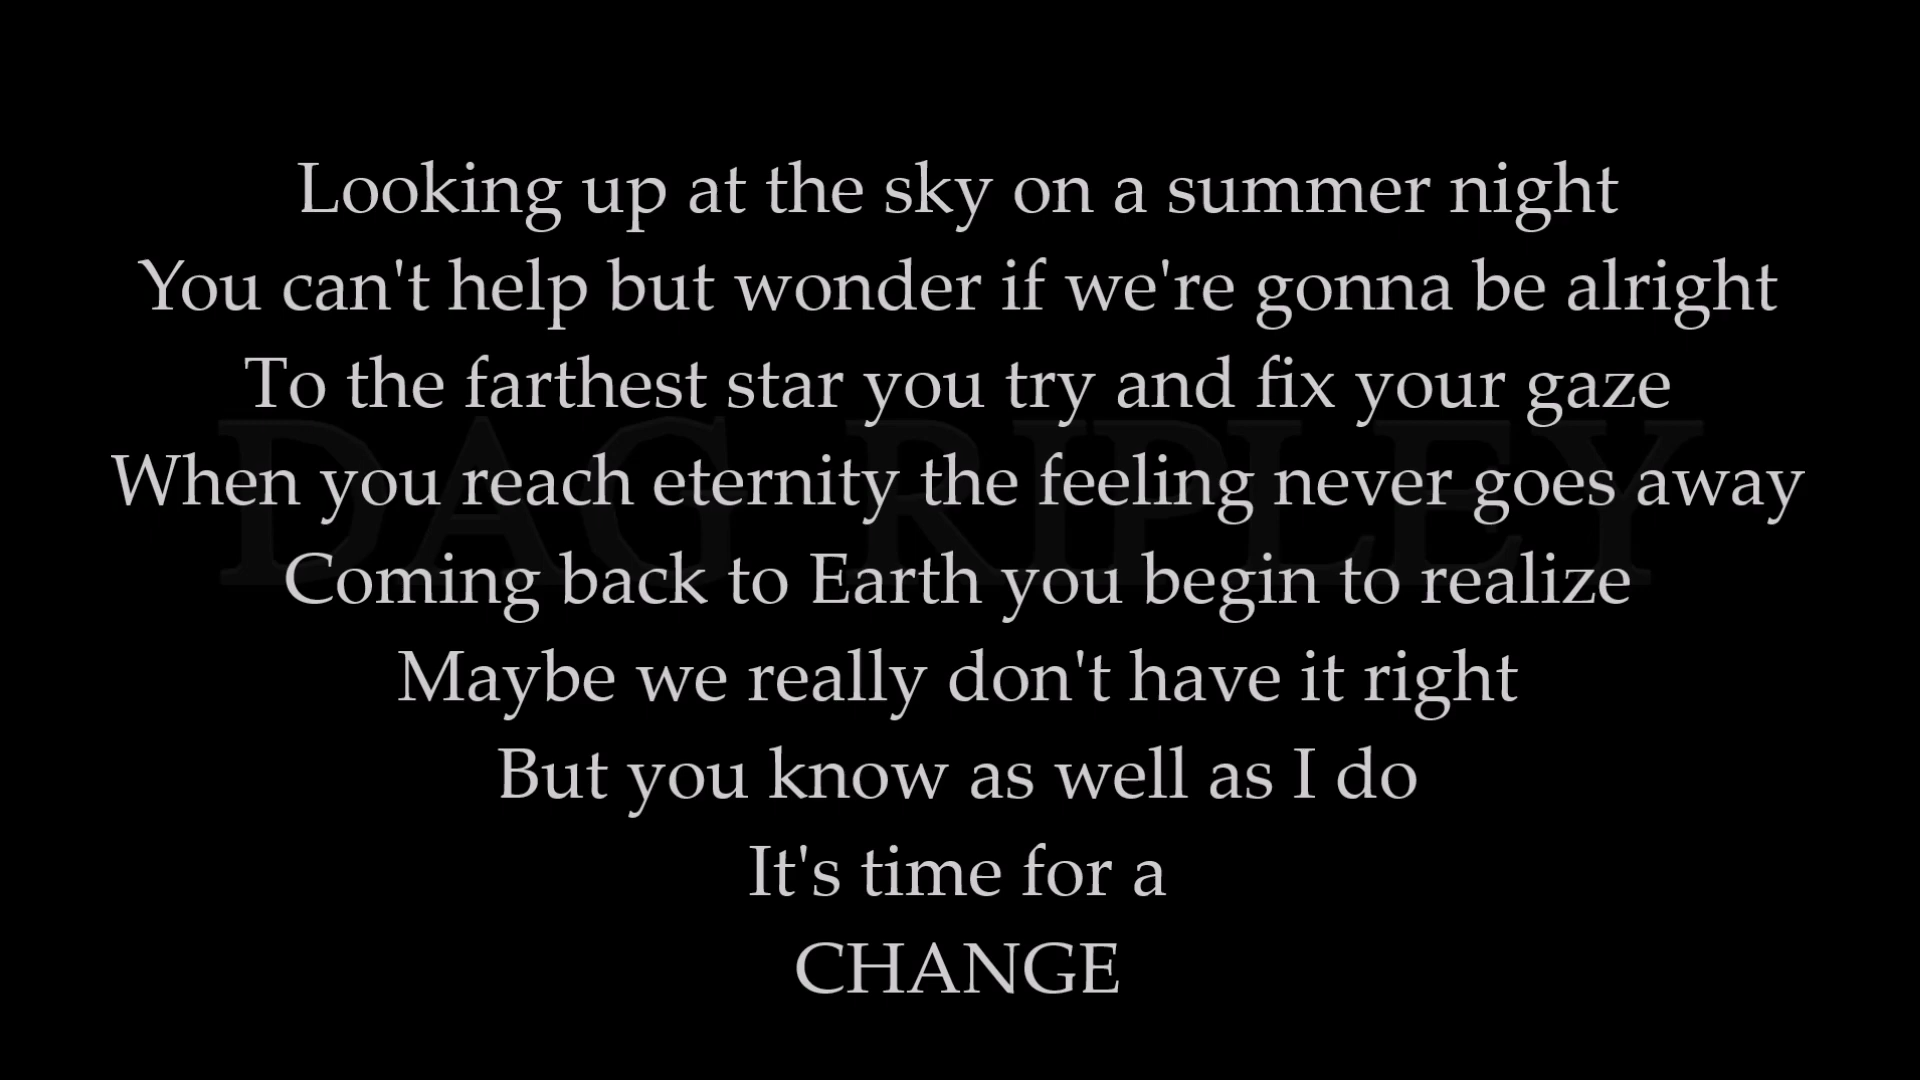 Looking up at the sky on a summer night
You can't help but wonder if we're gonna be alright
To the farthest star you try and fix your gaze
DAG RIPLEY
When you reach eternity the feeling never goes away
Coming back to Earth you begin to realize
Maybe we really don't have it right
But you know as well as I do
It's time for a
CHANGE